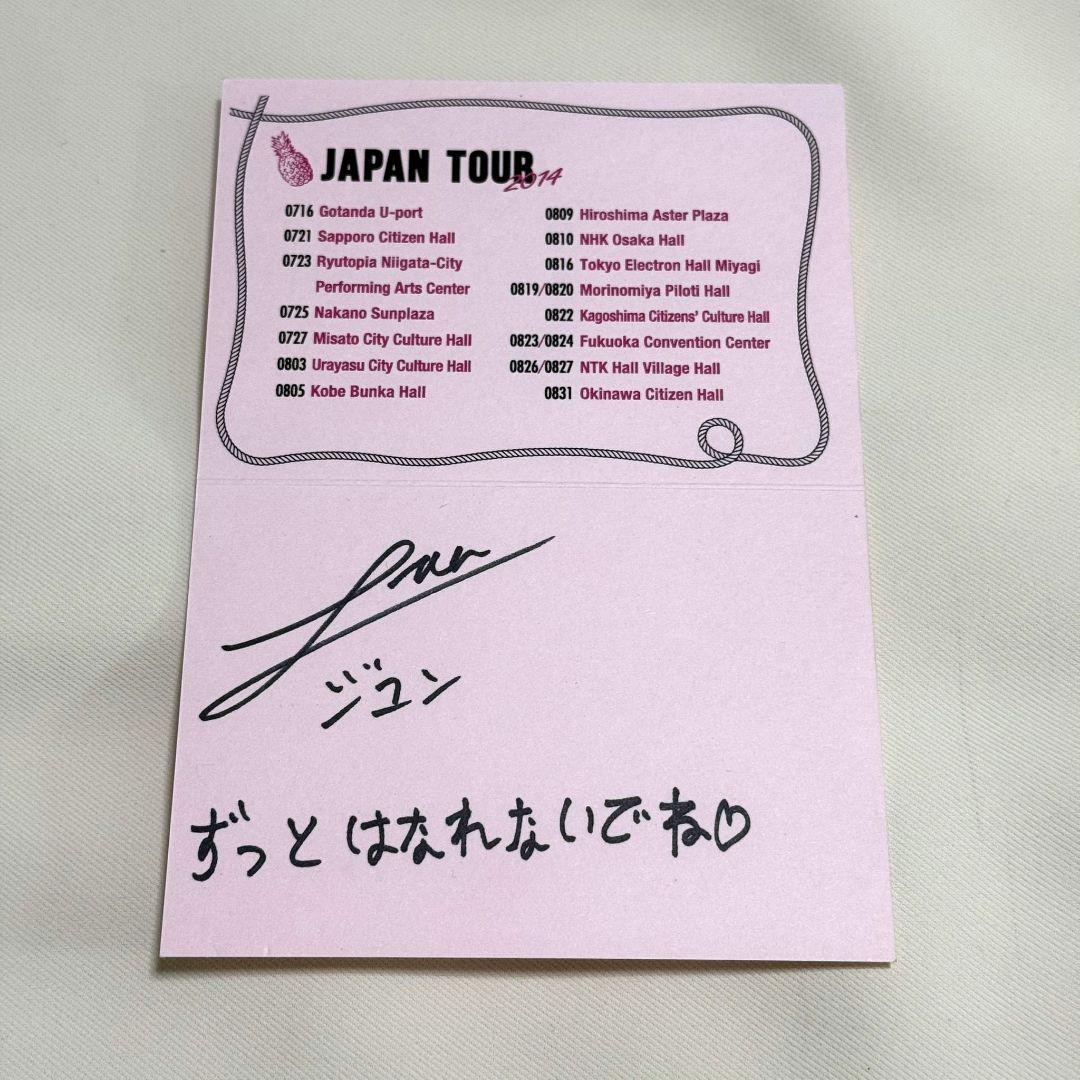 JAPAN TOUR
2014
0716 Gotanda U-port
0721 Sapporo Citizen Hall
0723 Ryutopia Niigata-City
Performing Arts Center
0725 Nakano Sunplaza
0727 Misato City Culture Hall
0803 Urayasu City Culture Hall
0805 Kobe Bunka Hall
0809 Hiroshima Aster Plaza
0810 NHK Osaka Hall
0816 Tokyo Electron Hall Miyagi
0819/0820 Morinomiya Piloti Hall
0822 Kagoshima Citizens' Culture Hall
0823/0824 Fukuoka Convention Center
0826/0827 NTK Hall Village Hall
0831 Okinawa Citizen Hall
ジュン
ずっとはなれないでね♡